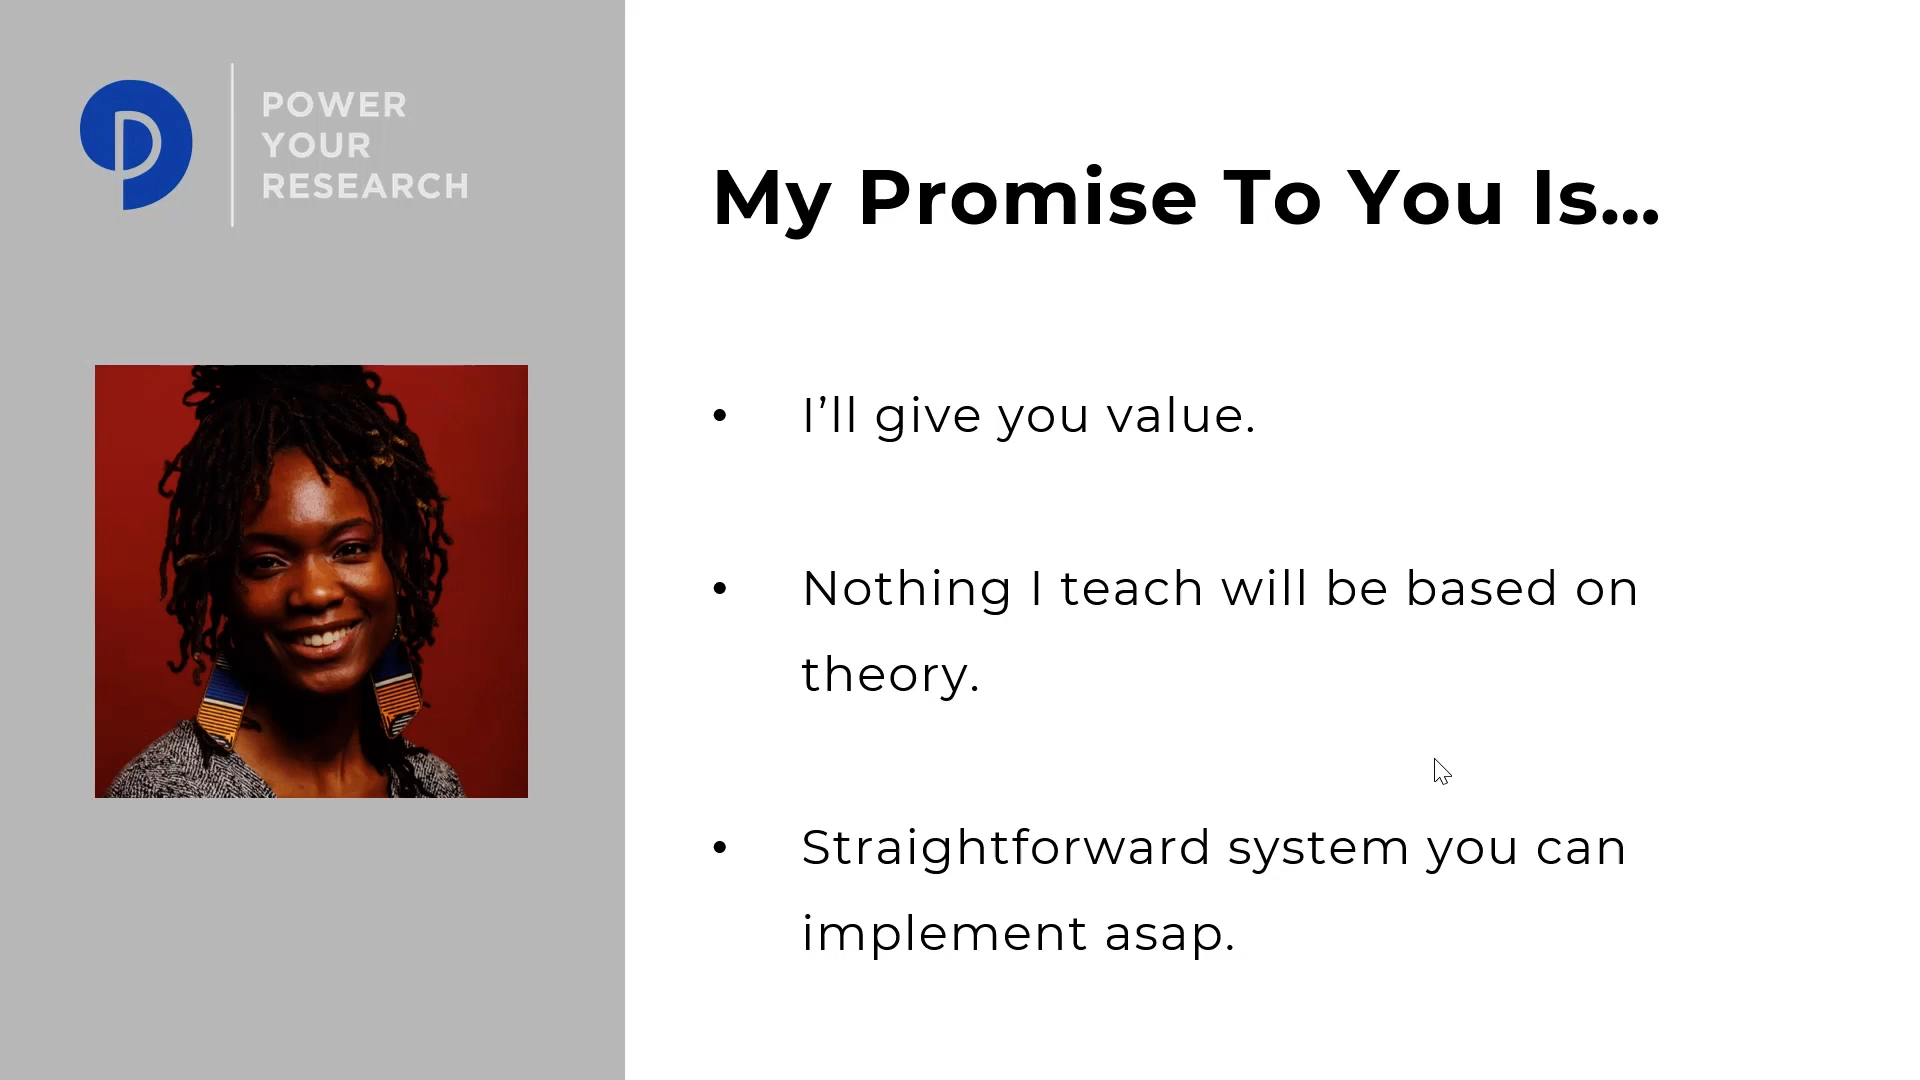 POWER
YOUR
RESEARCH
My Promise To You Is...
• I’ll give you value.
• Nothing I teach will be based on
theory.
• Straightforward system you can
implement asap.